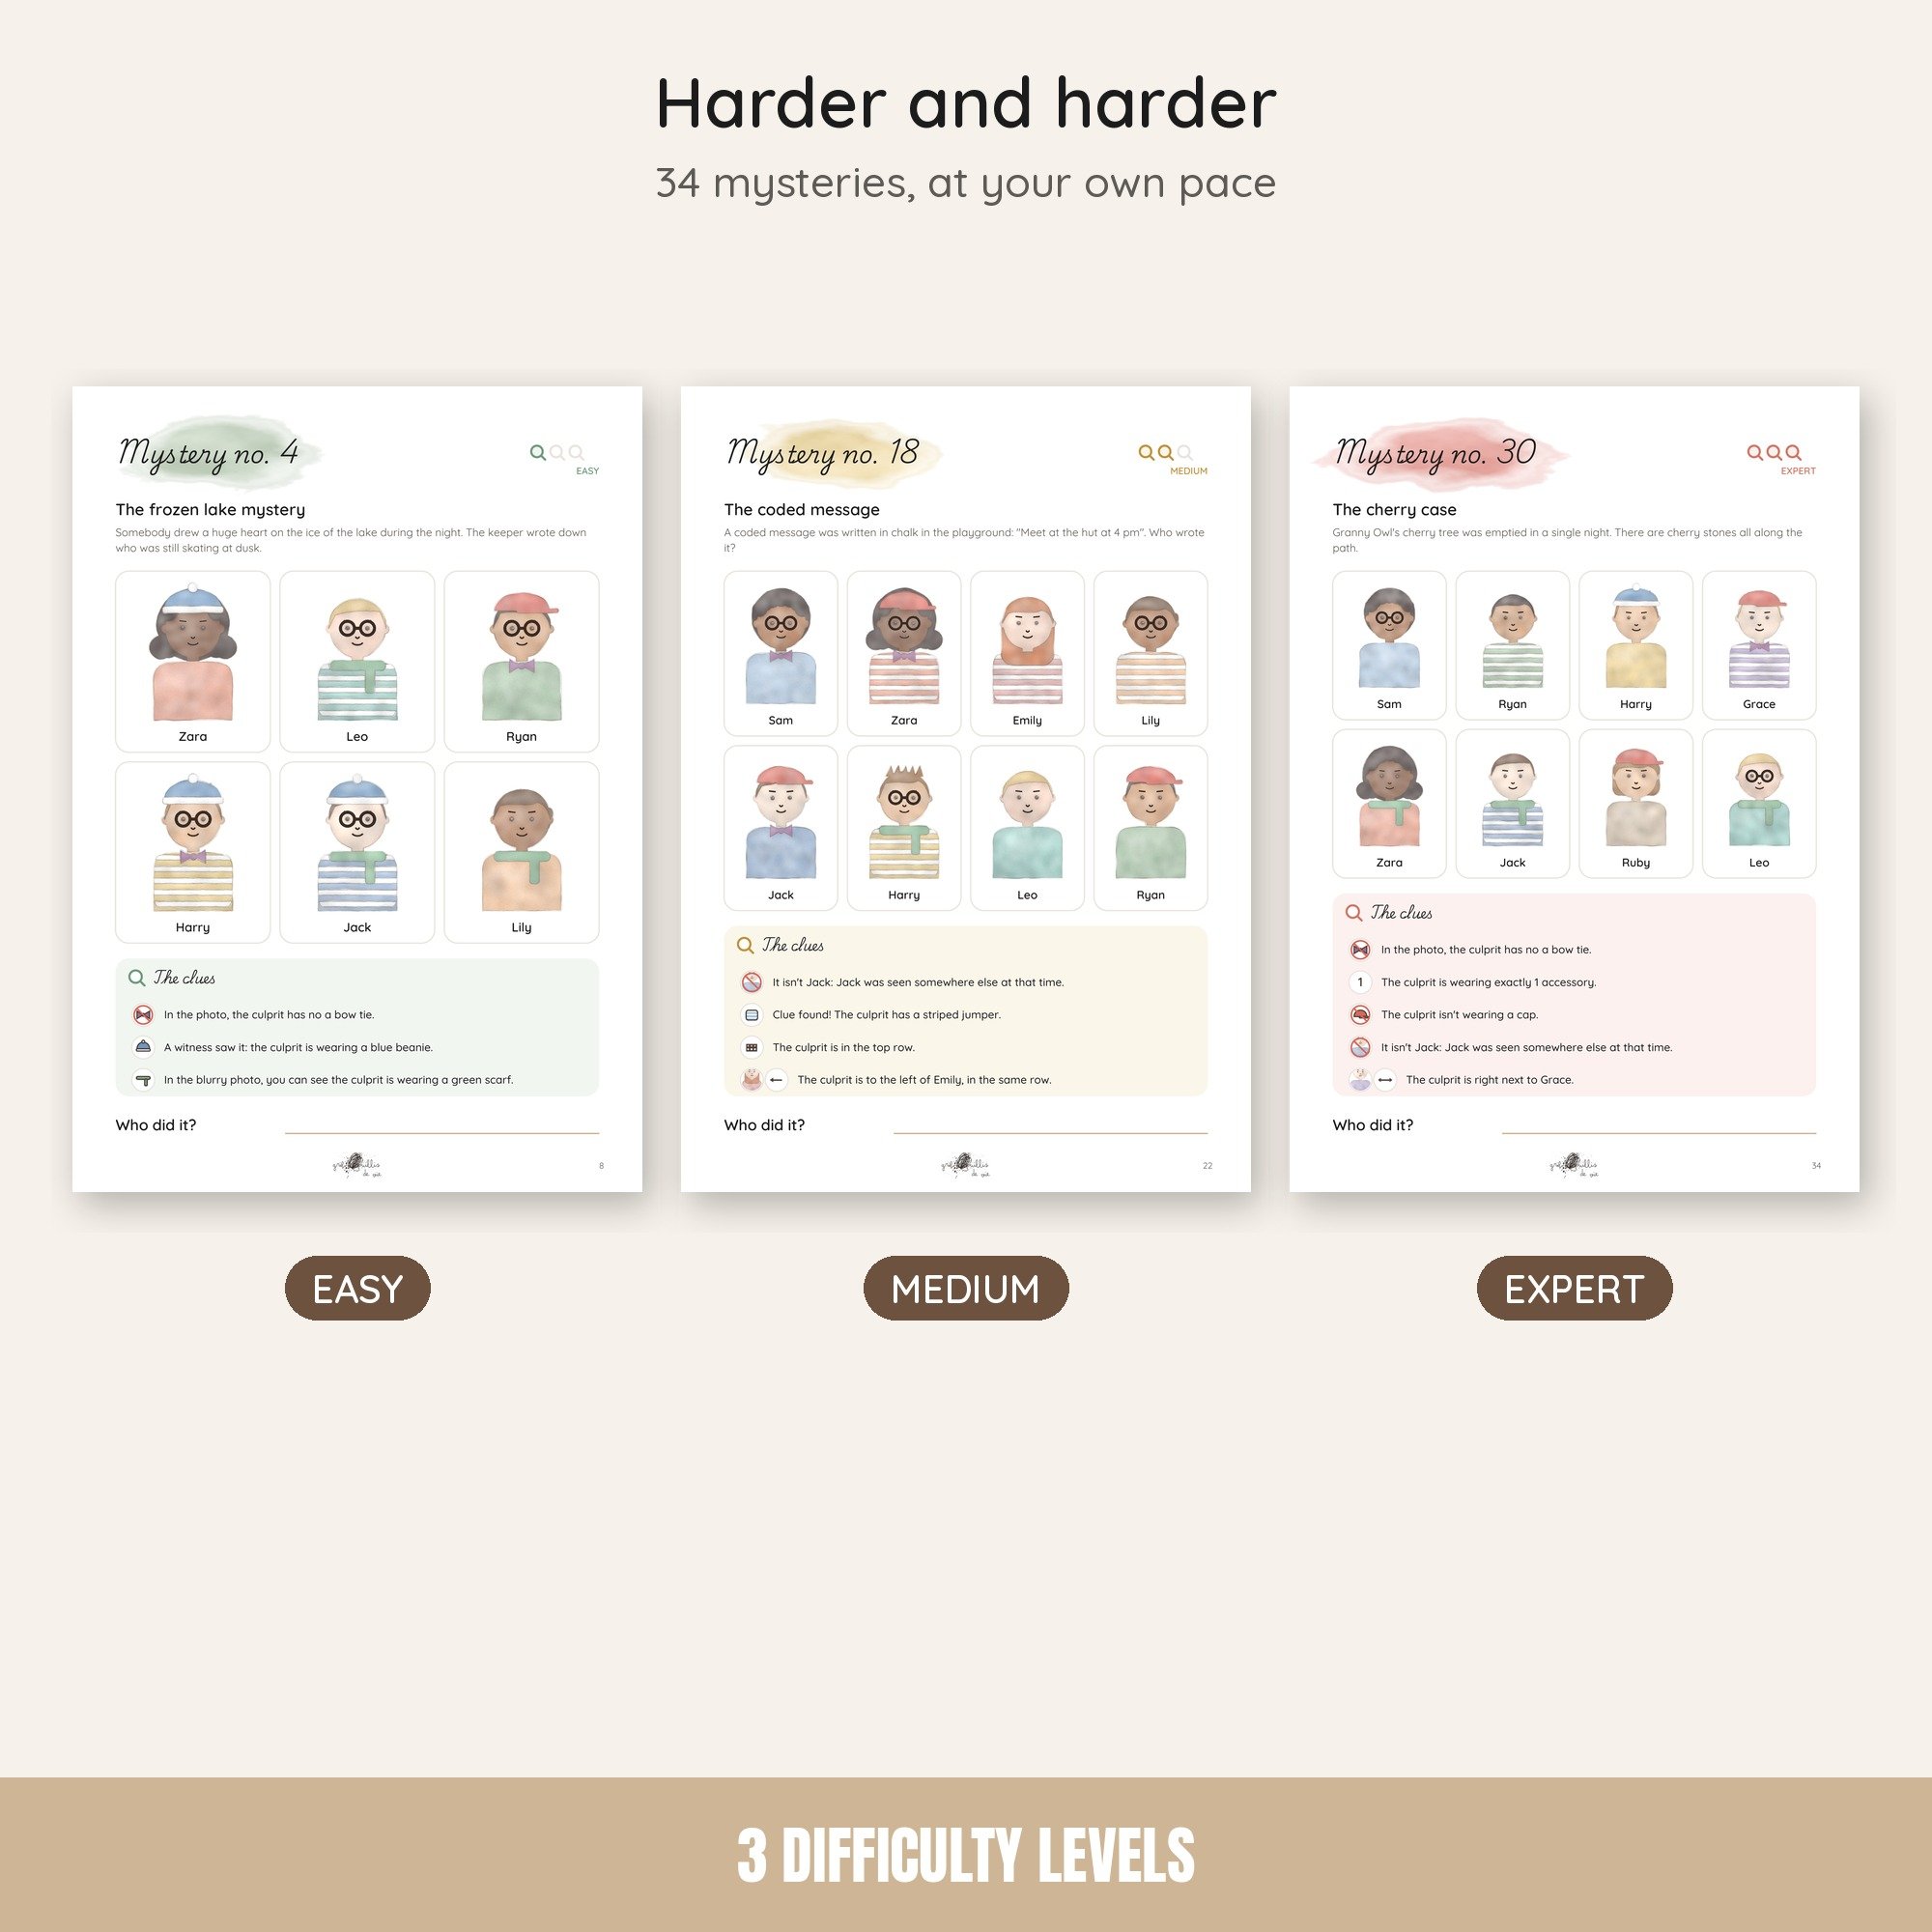 Harder and harder
34 mysteries, at your own pace
Mystery no. 4
EASY
The frozen lake mystery
Somebody drew a huge heart on the ice of the lake during the night. The keeper wrote down
who was still skating at dusk.
Zara
Leo
Ryan
Harry
Jack
Lily
The clues
In the photo, the culprit has no a bow tie.
A witness saw it: the culprit is wearing a blue beanie.
In the blurry photo, you can see the culprit is wearing a green scarf.
Who did it?
8
Mystery no. 18
MEDIUM
The coded message
A coded message was written in chalk in the playground: "Meet at the hut at 4 pm". Who wrote
it?
Sam
Zara
Emily
Lily
Jack
Harry
Leo
Ryan
The clues
It isn't Jack: Jack was seen somewhere else at that time.
Clue found! The culprit has a striped jumper.
The culprit is in the top row.
The culprit is to the left of Emily, in the same row.
Who did it?
22
Mystery no. 30
EXPERT
The cherry case
Granny Owl's cherry tree was emptied in a single night. There are cherry stones all along the
path.
Sam
Ryan
Harry
Grace
Zara
Jack
Ruby
Leo
The clues
In the photo, the culprit has no a bow tie.
1 The culprit is wearing exactly 1 accessory.
The culprit isn't wearing a cap.
It isn't Jack: Jack was seen somewhere else at that time.
The culprit is right next to Grace.
Who did it?
34
EASY
MEDIUM
EXPERT
3 DIFFICULTY LEVELS